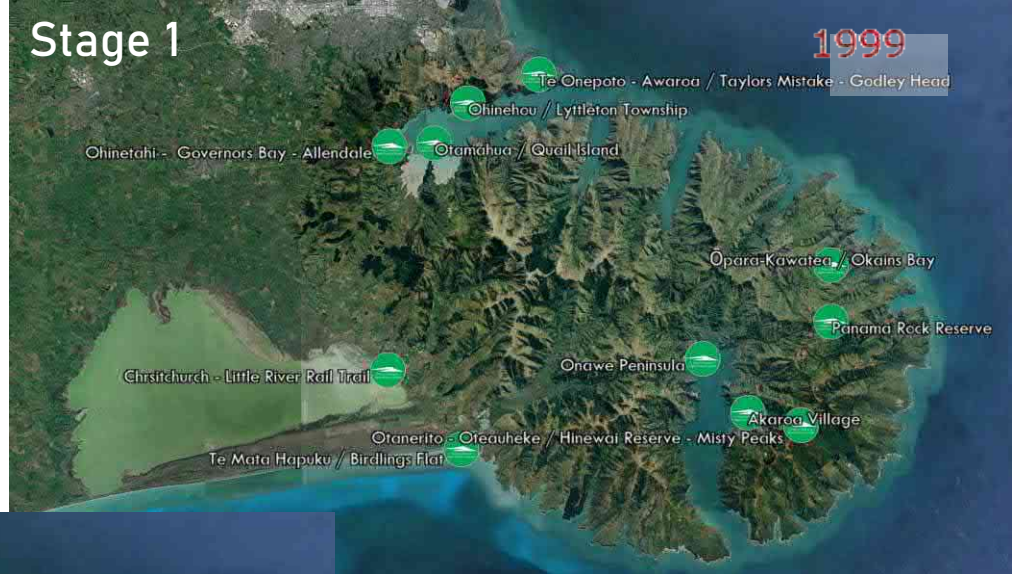 Stage 1
1999
Te Onepoto - Awaroa / Taylors Mistake - Godley Head
Ohinehou / Lyttleton Township
Ohinetahi - Governors Bay - Allendale
Otamahua / Quail Island
Ōpara-Kawatea / Okains Bay
Panama Rock Reserve
Onawe Peninsula
Chrsitchurch - Little River Rail Trail
Akaroa Village
Otanerito - Oteauheke / Hinewai Reserve - Misty Peaks
Te Mata Hapuku / Birdlings Flat